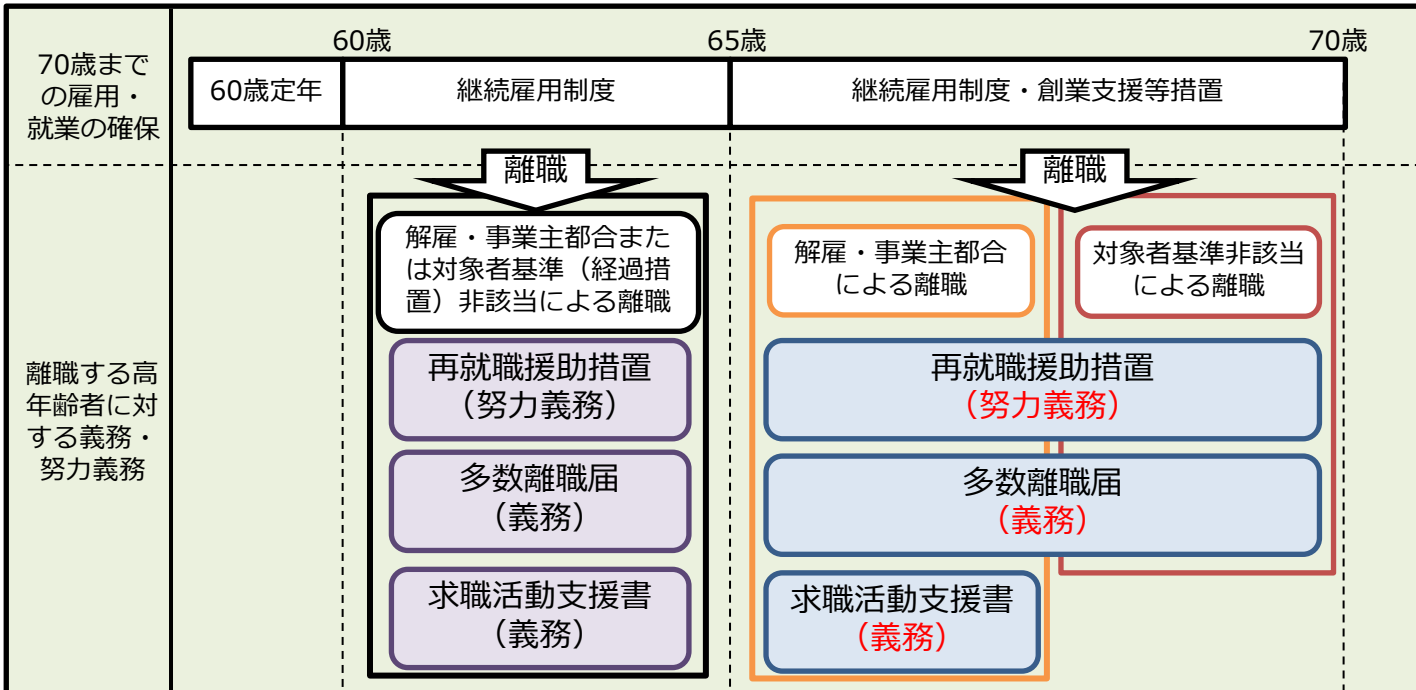 60歳
65歳
70歳
70歳まで
の雇用・
就業の確保
60歳定年
継続雇用制度
継続雇用制度・創業支援等措置
離職
離職
離職する高
年齢者に対
する義務・
努力義務
解雇・事業主都合また
は対象者基準（経過措
置）非該当による離職
再就職援助措置
（努力義務）
多数離職届
（義務）
求職活動支援書
（義務）
解雇・事業主都合
による離職
対象者基準非該当
による離職
再就職援助措置
（努力義務）
多数離職届
（義務）
求職活動支援書
（義務）